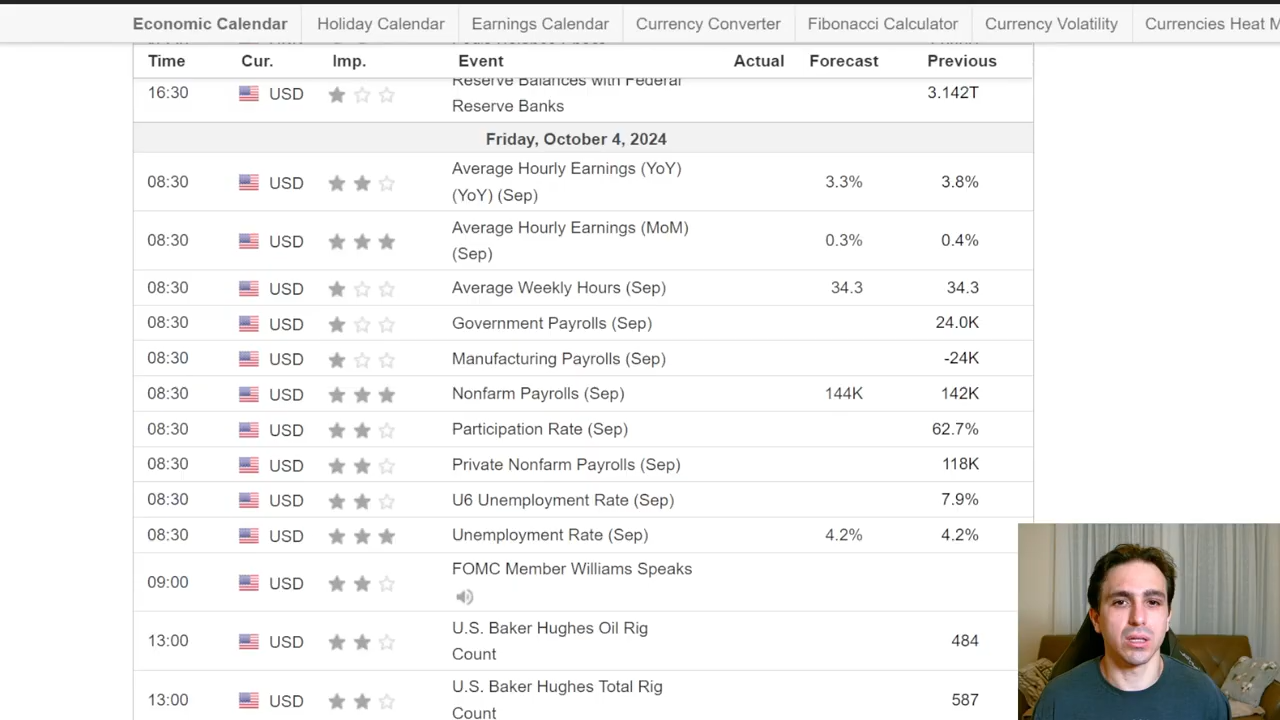 Economic Calendar Holiday Calendar Earnings Calendar Currency Converter Fibonacci Calculator Currency Volatility Currencies Heat M
Time Cur. Imp. Event Actual Forecast Previous
16:30 USD Reserve Balances with Federal 3.142T
Reserve Banks
Friday, October 4, 2024
08:30 USD Average Hourly Earnings (YoY) 3.3% 3.8%
(YoY) (Sep)
08:30 USD Average Hourly Earnings (MoM) 0.3% 0.4%
(Sep)
08:30 USD Average Weekly Hours (Sep) 34.3 34.3
08:30 USD Government Payrolls (Sep) 24.0K
08:30 USD Manufacturing Payrolls (Sep) -24K
08:30 USD Nonfarm Payrolls (Sep) 144K 142K
08:30 USD Participation Rate (Sep) 62.7%
08:30 USD Private Nonfarm Payrolls (Sep) 118K
08:30 USD U6 Unemployment Rate (Sep) 7.9%
08:30 USD Unemployment Rate (Sep) 4.2% 4.2%
09:00 USD FOMC Member Williams Speaks
13:00 USD U.S. Baker Hughes Oil Rig 484
Count
13:00 USD U.S. Baker Hughes Total Rig 587
Count